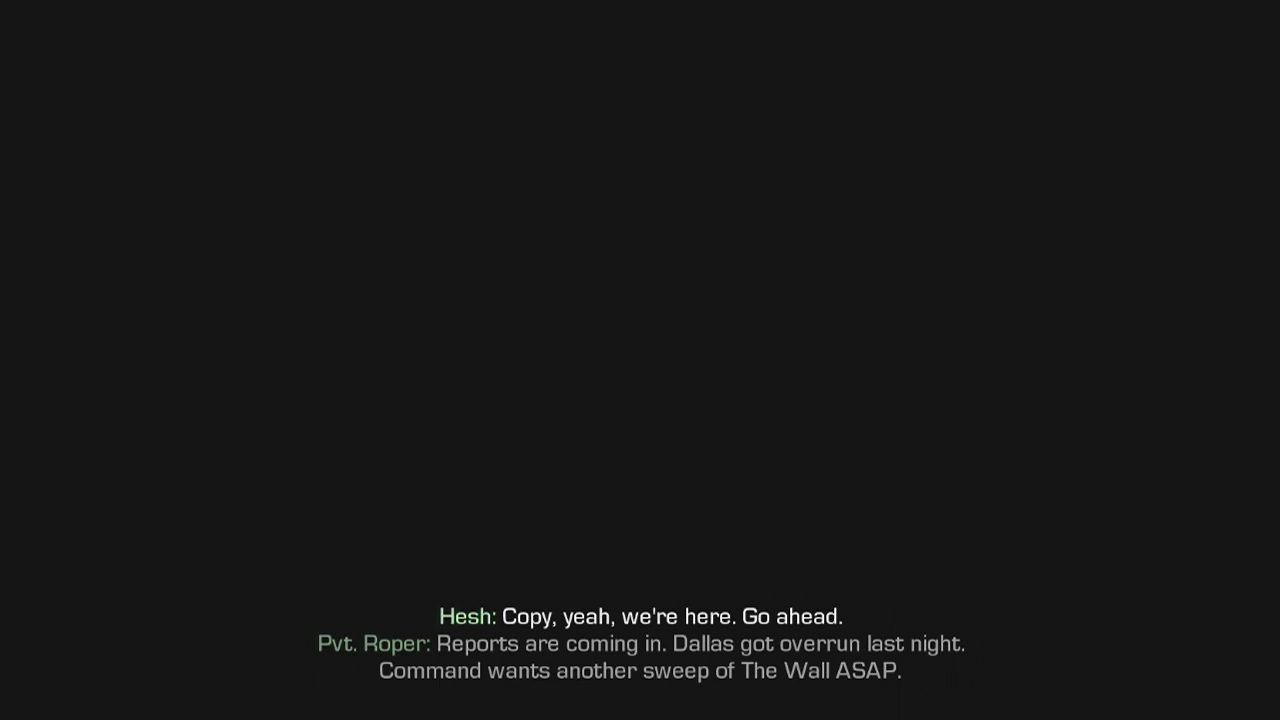 Hesh: Copy, yeah, we're here. Go ahead.
Pvt. Roper: Reports are coming in. Dallas got overrun last night.
Command wants another sweep of The Wall ASAP.